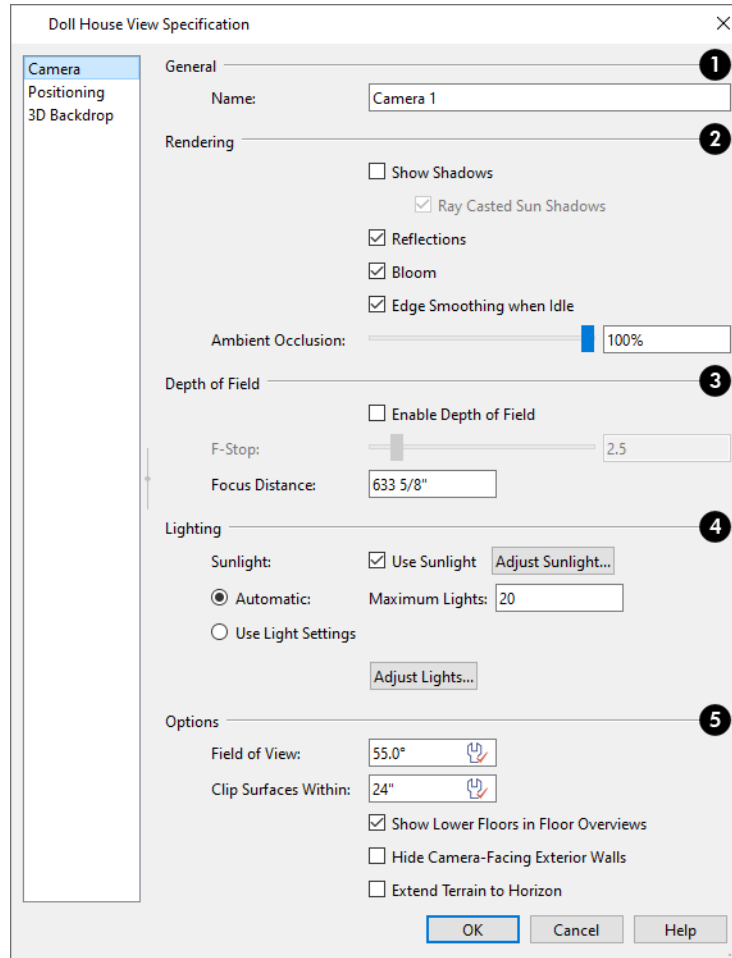 Doll House View Specification
Camera
Positioning
3D Backdrop
General 1
Name: Camera 1
Rendering 2
Show Shadows
Ray Casted Sun Shadows
Reflections
Bloom
Edge Smoothing when Idle
Ambient Occlusion: 100%
Depth of Field 3
Enable Depth of Field
F-Stop: 2.5
Focus Distance: 633 5/8"
Lighting 4
Sunlight: Use Sunlight Adjust Sunlight...
Automatic: Maximum Lights: 20
Use Light Settings
Adjust Lights...
Options 5
Field of View: 55.0°
Clip Surfaces Within: 24"
Show Lower Floors in Floor Overviews
Hide Camera-Facing Exterior Walls
Extend Terrain to Horizon
OK Cancel Help